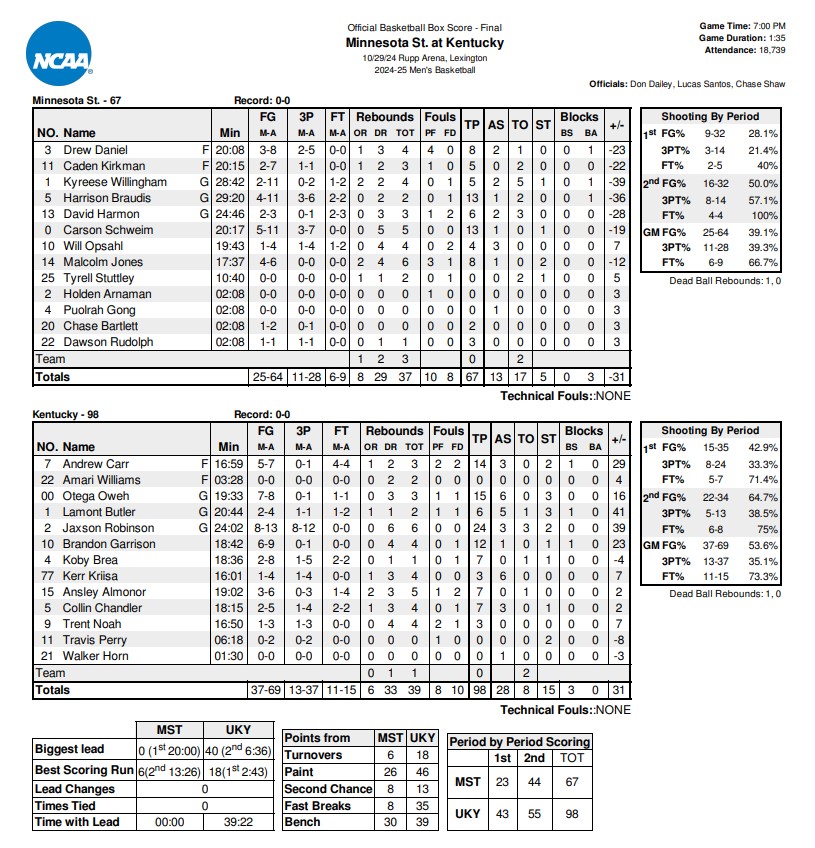 NCAA®
Official Basketball Box Score - Final
Minnesota St. at Kentucky
10/29/24 Rupp Arena, Lexington
2024-25 Men's Basketball
Game Time: 7:00 PM
Game Duration: 1:35
Attendance: 18,739
Officials: Don Dailey, Lucas Santos, Chase Shaw
Minnesota St. - 67 Record: 0-0
FG 3P FT Rebounds Fouls TP AS TO ST Blocks +/-
NO. Name Min M-A M-A M-A OR DR TOT PF FD BS BA
3 Drew Daniel F 20:08 3-8 2-5 0-0 1 3 4 4 0 8 2 1 0 0 1 -23
11 Caden Kirkman F 20:15 2-7 1-1 0-0 1 2 3 1 0 5 0 2 0 0 1 -22
1 Kyreese Willingham G 28:42 2-11 0-2 1-2 2 2 4 0 1 5 2 5 1 0 1 -39
5 Harrison Braudis G 29:20 4-11 3-6 2-2 0 2 2 0 1 13 1 2 1 0 1 -36
13 David Harmon G 24:46 2-3 0-1 2-3 0 3 3 1 2 6 2 3 0 0 0 -28
0 Carson Schweim 20:17 5-11 3-7 0-0 0 5 5 0 0 13 1 0 1 0 0 -19
10 Will Opsahl 19:43 1-4 1-4 1-2 0 4 4 0 2 4 3 0 0 0 0 7
14 Malcolm Jones 17:37 4-6 0-0 0-0 2 4 6 3 1 8 1 0 2 0 0 -12
25 Tyrell Stuttley 10:40 0-0 0-0 0-0 1 1 2 0 1 0 0 2 0 0 0 5
2 Holden Arnaman 02:08 0-0 0-0 0-0 0 0 0 1 0 0 0 0 0 0 0 3
4 Puolrah Gong 02:08 0-0 0-0 0-0 0 0 0 0 0 0 1 0 0 0 0 3
20 Chase Bartlett 02:08 1-2 0-1 0-0 0 0 0 0 0 2 0 0 0 0 0 3
22 Dawson Rudolph 02:08 1-1 1-1 0-0 0 1 1 0 0 3 0 0 0 0 0 3
Team 1 2 3 0 2
Totals 25-64 11-28 6-9 8 29 37 10 8 67 13 17 5 0 3 -31
Technical Fouls::NONE
Shooting By Period
1st FG% 9-32 28.1%
3PT% 3-14 21.4%
FT% 2-5 40%
2nd FG% 16-32 50.0%
3PT% 8-14 57.1%
FT% 4-4 100%
GM FG% 25-64 39.1%
3PT% 11-28 39.3%
FT% 6-9 66.7%
Dead Ball Rebounds: 1, 0
Kentucky - 98 Record: 0-0
FG 3P FT Rebounds Fouls TP AS TO ST Blocks +/-
NO. Name Min M-A M-A M-A OR DR TOT PF FD BS BA
7 Andrew Carr F 16:59 5-7 0-1 4-4 1 2 3 2 2 14 3 0 2 1 0 29
22 Amari Williams F 03:28 0-0 0-0 0-0 0 2 2 0 0 0 0 0 0 0 0 4
00 Otega Oweh G 19:33 7-8 0-1 1-1 0 3 3 1 1 15 6 0 3 0 0 16
1 Lamont Butler G 20:44 2-4 1-1 1-2 1 1 2 1 1 6 5 1 3 1 0 41
2 Jaxson Robinson G 24:02 8-13 8-12 0-0 0 6 6 0 0 24 3 3 2 0 0 39
10 Brandon Garrison 18:42 6-9 0-1 0-0 0 4 4 0 1 12 1 0 1 1 0 23
4 Koby Brea 18:36 2-8 1-5 2-2 0 1 1 0 1 7 0 1 1 0 0 -4
77 Kerr Kriisa 16:01 1-4 1-4 0-0 1 3 4 0 0 3 6 0 0 0 0 7
15 Ansley Almonor 19:02 3-6 0-3 1-4 2 3 5 1 2 7 0 1 0 0 0 2
5 Collin Chandler 18:15 2-5 1-4 2-2 1 3 4 0 1 7 3 0 1 0 0 2
9 Trent Noah 16:50 1-3 1-3 0-0 0 4 4 2 1 3 0 0 0 0 0 7
11 Travis Perry 06:18 0-2 0-2 0-0 0 0 0 1 0 0 0 0 2 0 0 -8
21 Walker Horn 01:30 0-0 0-0 0-0 0 0 0 0 0 0 1 0 0 0 0 -3
Team 0 1 1 0 2
Totals 37-69 13-37 11-15 6 33 39 8 10 98 28 8 15 3 0 31
Technical Fouls::NONE
Shooting By Period
1st FG% 15-35 42.9%
3PT% 8-24 33.3%
FT% 5-7 71.4%
2nd FG% 22-34 64.7%
3PT% 5-13 38.5%
FT% 6-8 75%
GM FG% 37-69 53.6%
3PT% 13-37 35.1%
FT% 11-15 73.3%
Dead Ball Rebounds: 1, 0
MST UKY
Biggest lead 0 (1st 20:00) 40 (2nd 6:36)
Best Scoring Run 6(2nd 13:26) 18(1st 2:43)
Lead Changes 0
Times Tied 0
Time with Lead 00:00 39:22
Points from MST UKY
Turnovers 6 18
Paint 26 46
Second Chance 8 13
Fast Breaks 8 35
Bench 30 39
Period by Period Scoring
1st 2nd TOT
MST 23 44 67
UKY 43 55 98